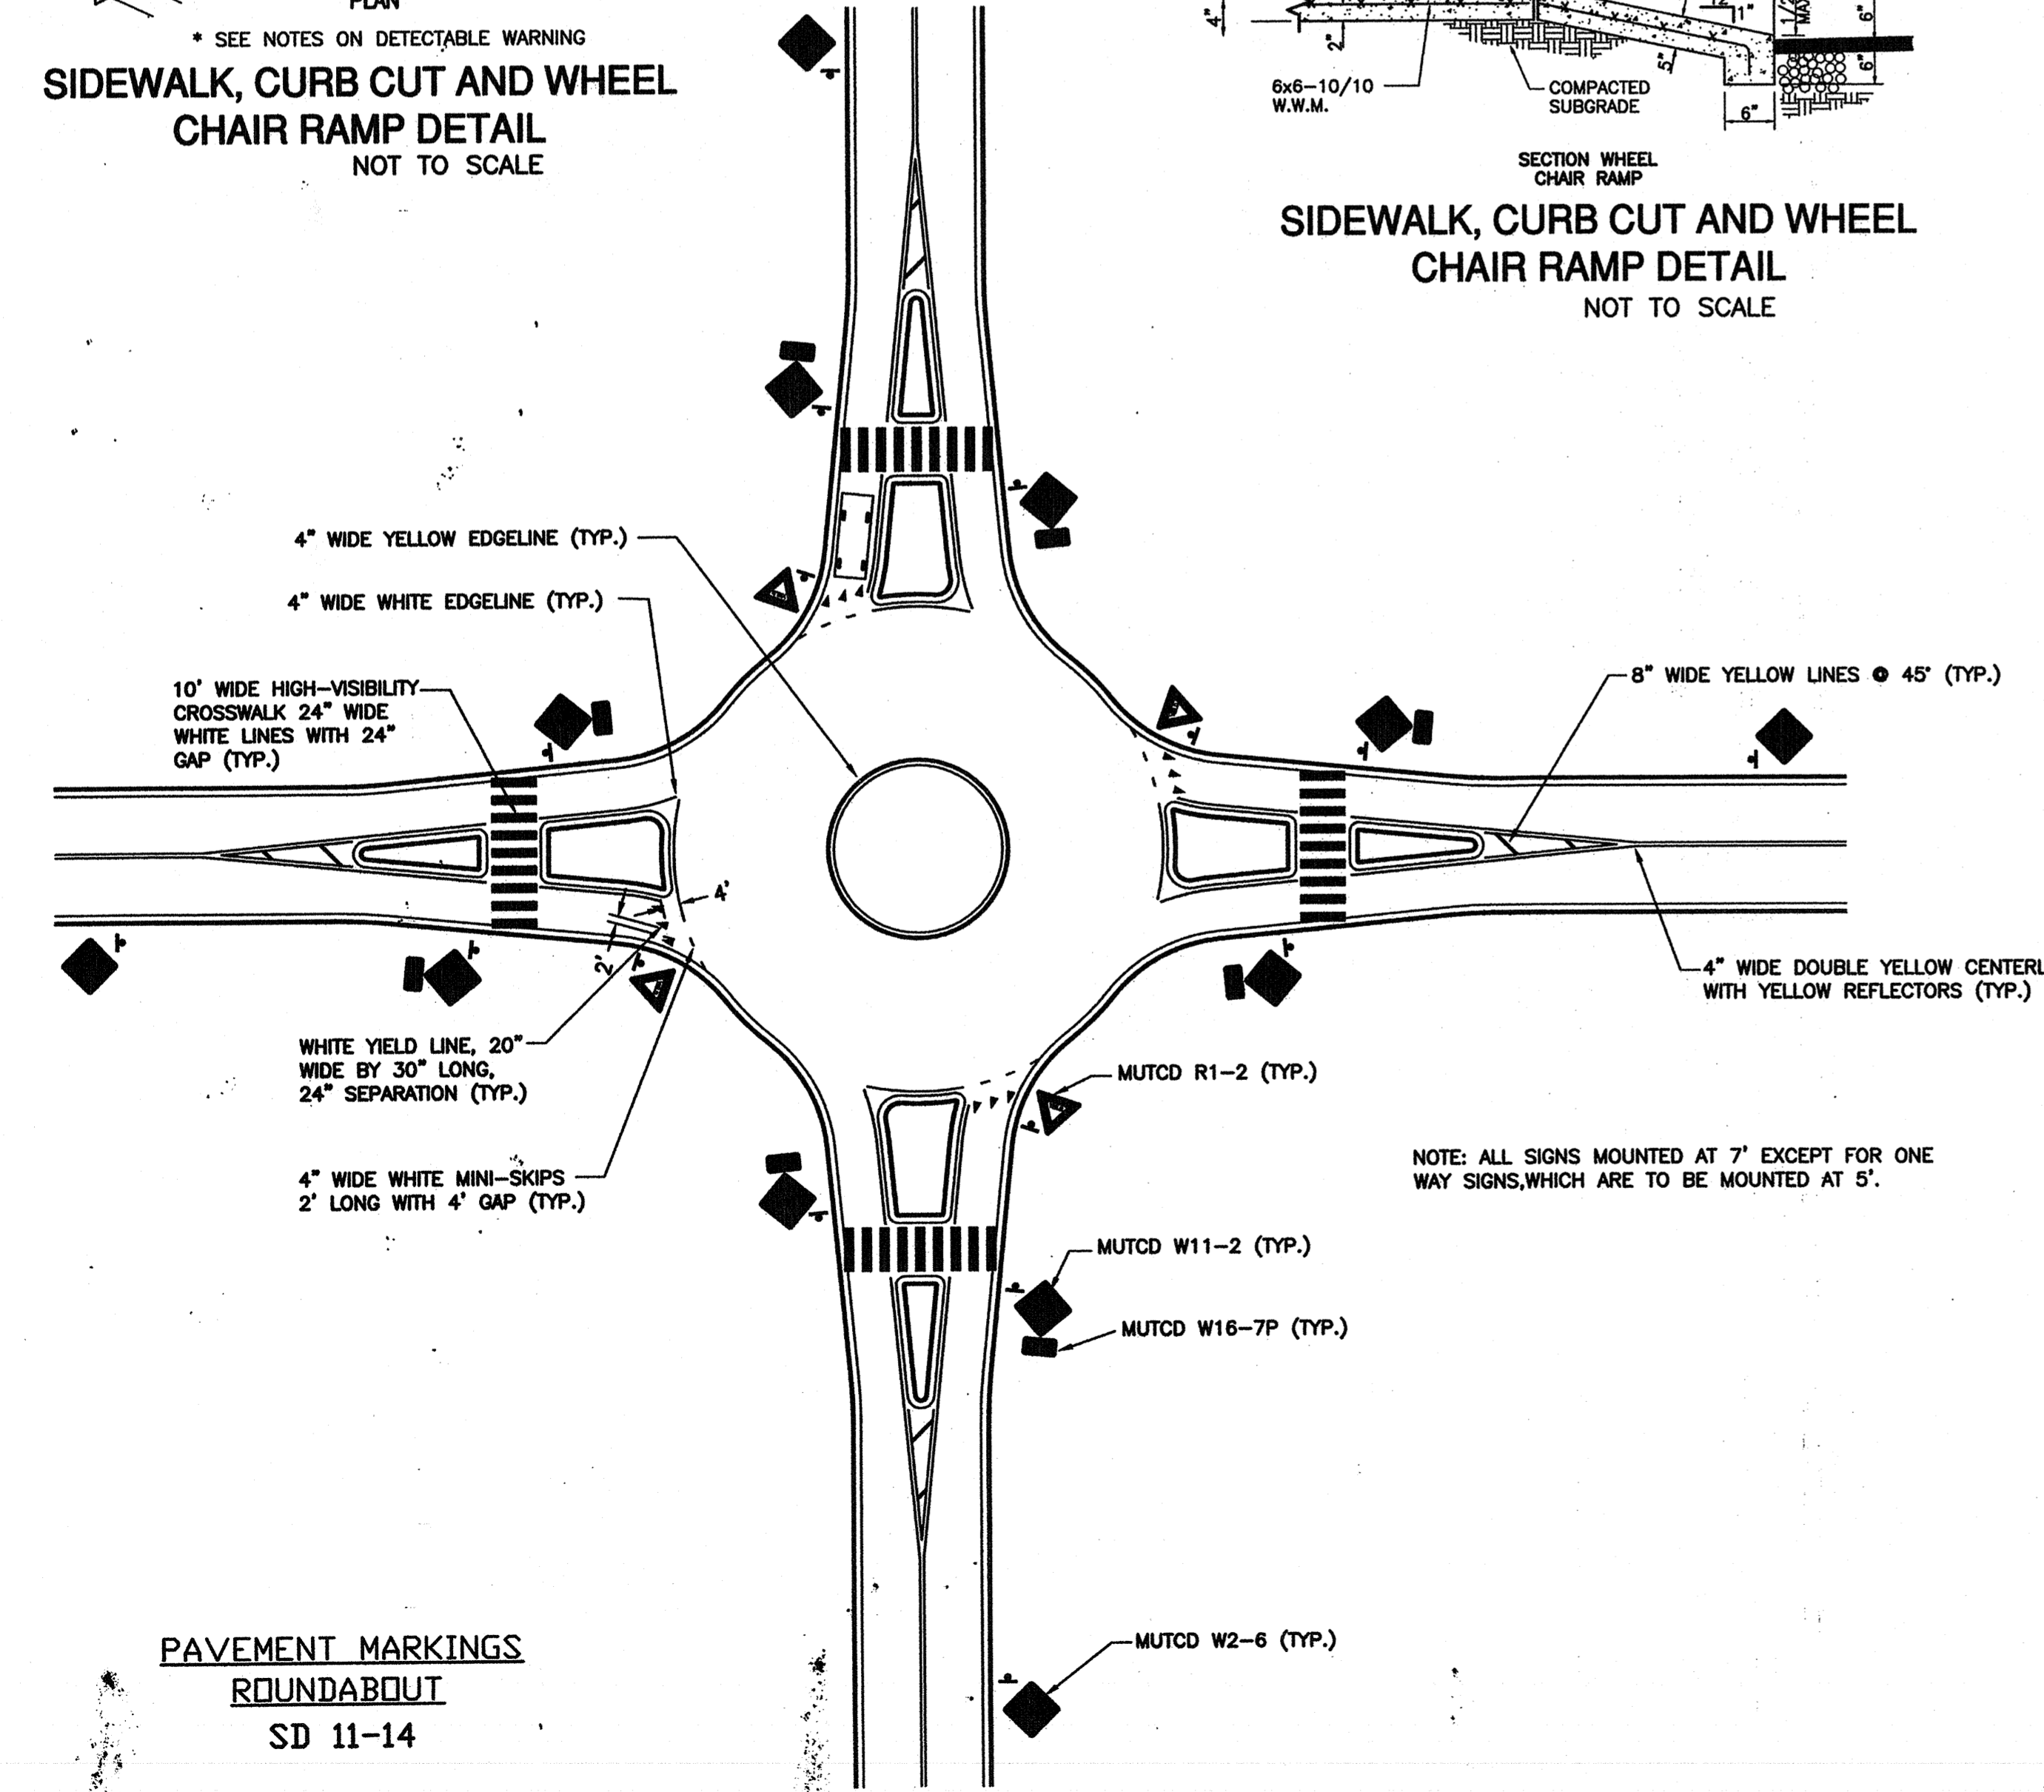 PLAN
* SEE NOTES ON DETECTABLE WARNING
SIDEWALK, CURB CUT AND WHEEL
CHAIR RAMP DETAIL
NOT TO SCALE
4"
2"
5"
1"
6"
6"
6"
6x6-10/10
W.W.M.
COMPACTED
SUBGRADE
SECTION WHEEL
CHAIR RAMP
SIDEWALK, CURB CUT AND WHEEL
CHAIR RAMP DETAIL
NOT TO SCALE
4" WIDE YELLOW EDGELINE (TYP.)
4" WIDE WHITE EDGELINE (TYP.)
10' WIDE HIGH-VISIBILITY
CROSSWALK 24" WIDE
WHITE LINES WITH 24"
GAP (TYP.)
8" WIDE YELLOW LINES @ 45° (TYP.)
4'
2'
4" WIDE DOUBLE YELLOW CENTERL
WITH YELLOW REFLECTORS (TYP.)
WHITE YIELD LINE, 20"
WIDE BY 30" LONG,
24" SEPARATION (TYP.)
MUTCD R1-2 (TYP.)
4" WIDE WHITE MINI-SKIPS
2' LONG WITH 4' GAP (TYP.)
NOTE: ALL SIGNS MOUNTED AT 7' EXCEPT FOR ONE
WAY SIGNS,WHICH ARE TO BE MOUNTED AT 5'.
MUTCD W11-2 (TYP.)
MUTCD W16-7P (TYP.)
MUTCD W2-6 (TYP.)
PAVEMENT MARKINGS
ROUNDABOUT
SD 11-14